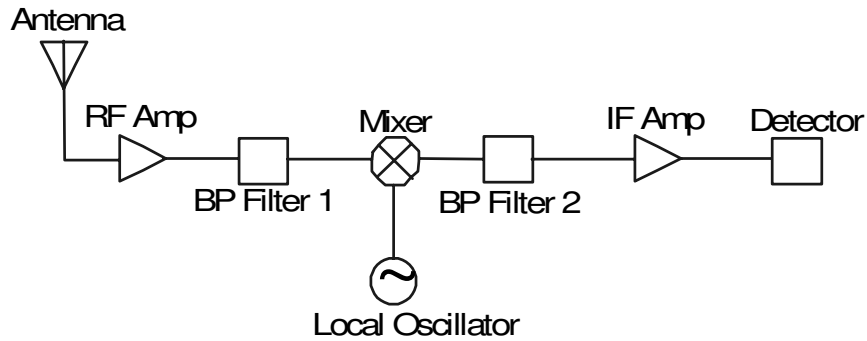 Antenna
RF Amp
Mixer
IF Amp
Detector
BP Filter 1
BP Filter 2
Local Oscillator